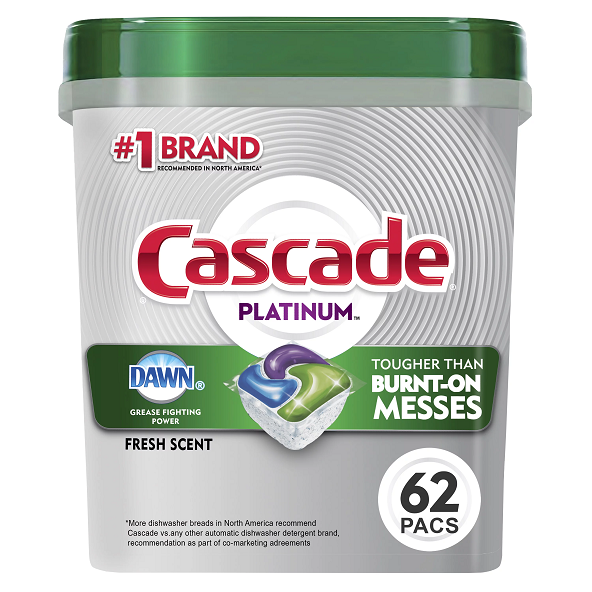 #1 BRAND
RECOMMENDED IN NORTH AMERICA*
Cascade®
PLATINUM™
DAWN®
GREASE FIGHTING
POWER
TOUGHER THAN
BURNT-ON
MESSES
FRESH SCENT
62
PACS
*More dishwasher breads in North America recommend
Cascade vs.any other automatic dishwasher detergent brand,
recommendation as part of co-marketing adreements